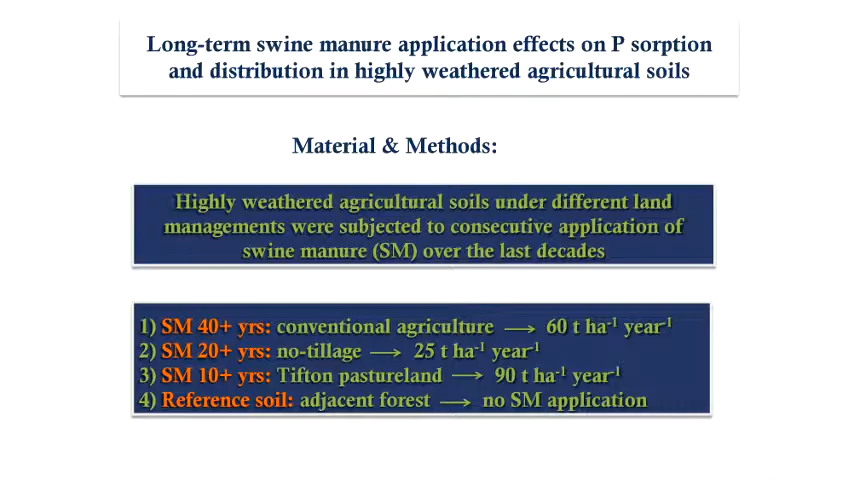 Long-term swine manure application effects on P sorption
and distribution in highly weathered agricultural soils
Material & Methods:
Highly weathered agricultural soils under different land
managements were subjected to consecutive application of
swine manure (SM) over the last decades
1) SM 40+ yrs: conventional agriculture → 60 t ha⁻¹ year⁻¹
2) SM 20+ yrs: no-tillage → 25 t ha⁻¹ year⁻¹
3) SM 10+ yrs: Tifton pastureland → 90 t ha⁻¹ year⁻¹
4) Reference soil: adjacent forest → no SM application